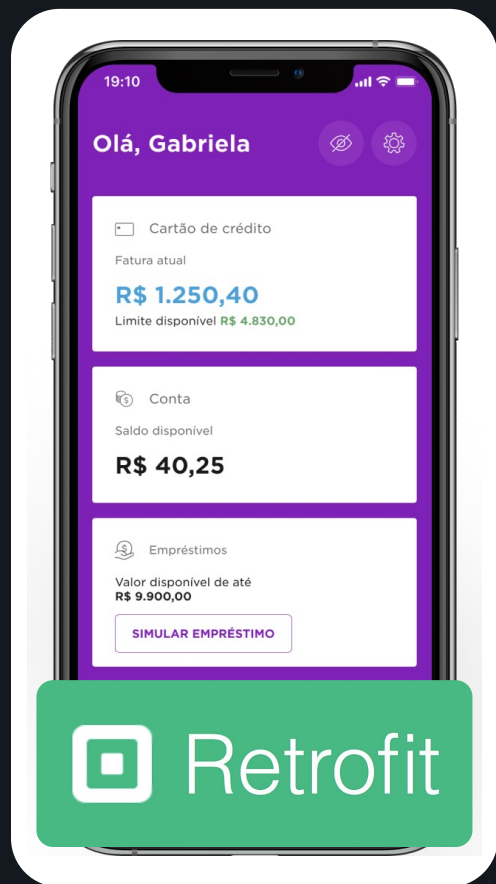 19:10
Olá, Gabriela
Cartão de crédito
Fatura atual
R$ 1.250,40
Limite disponível R$ 4.830,00
Conta
Saldo disponível
R$ 40,25
Empréstimos
Valor disponível de até
R$ 9.900,00
SIMULAR EMPRÉSTIMO
Retrofit